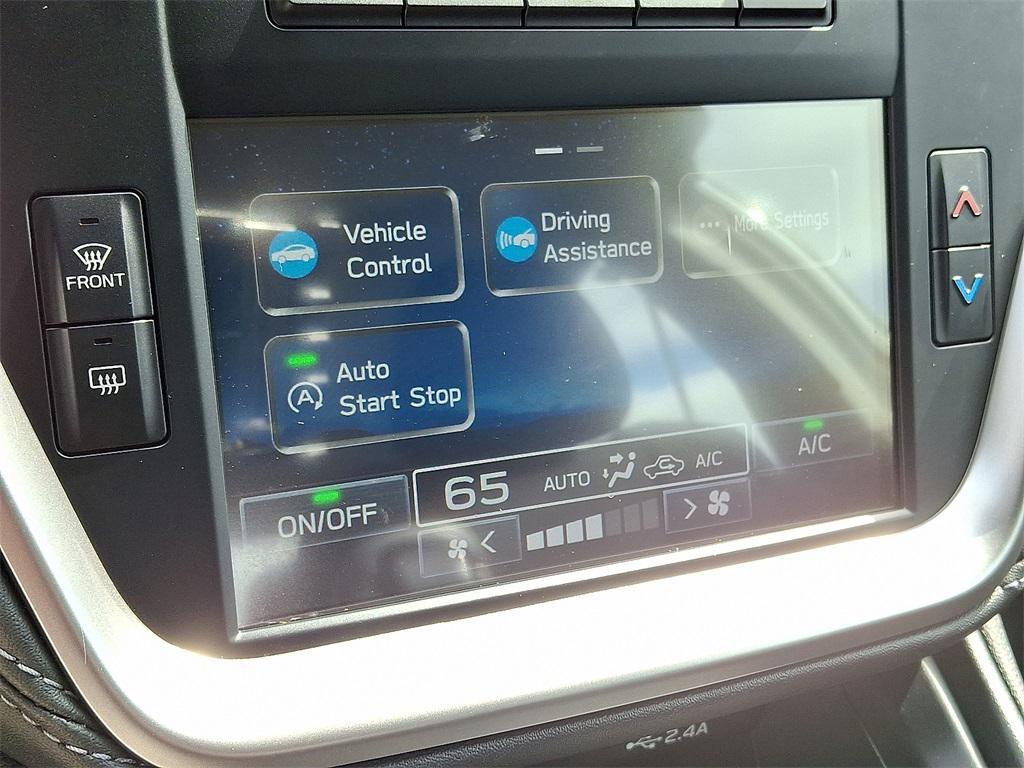 FRONT
Vehicle
Control
Driving
Assistance
More Settings
A
Auto
Start Stop
ON/OFF
65 AUTO A/C
A/C
2.4A